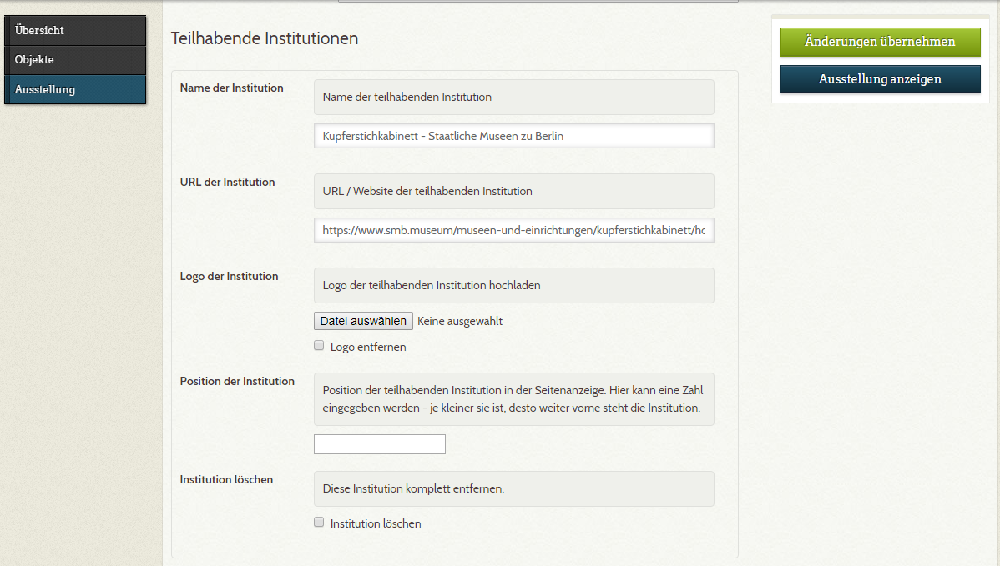 Übersicht
Objekte
Ausstellung
Teilhabende Institutionen
Name der Institution
Name der teilhabenden Institution
Kupferstichkabinett - Staatliche Museen zu Berlin
URL der Institution
URL / Website der teilhabenden Institution
https://www.smb.museum/museen-und-einrichtungen/kupferstichkabinett/ho
Logo der Institution
Logo der teilhabenden Institution hochladen
Datei auswählen Keine ausgewählt
Logo entfernen
Position der Institution
Position der teilhabenden Institution in der Seitenanzeige. Hier kann eine Zahl
eingegeben werden - je kleiner sie ist, desto weiter vorne steht die Institution.
Institution löschen
Diese Institution komplett entfernen.
Institution löschen
Änderungen übernehmen
Ausstellung anzeigen